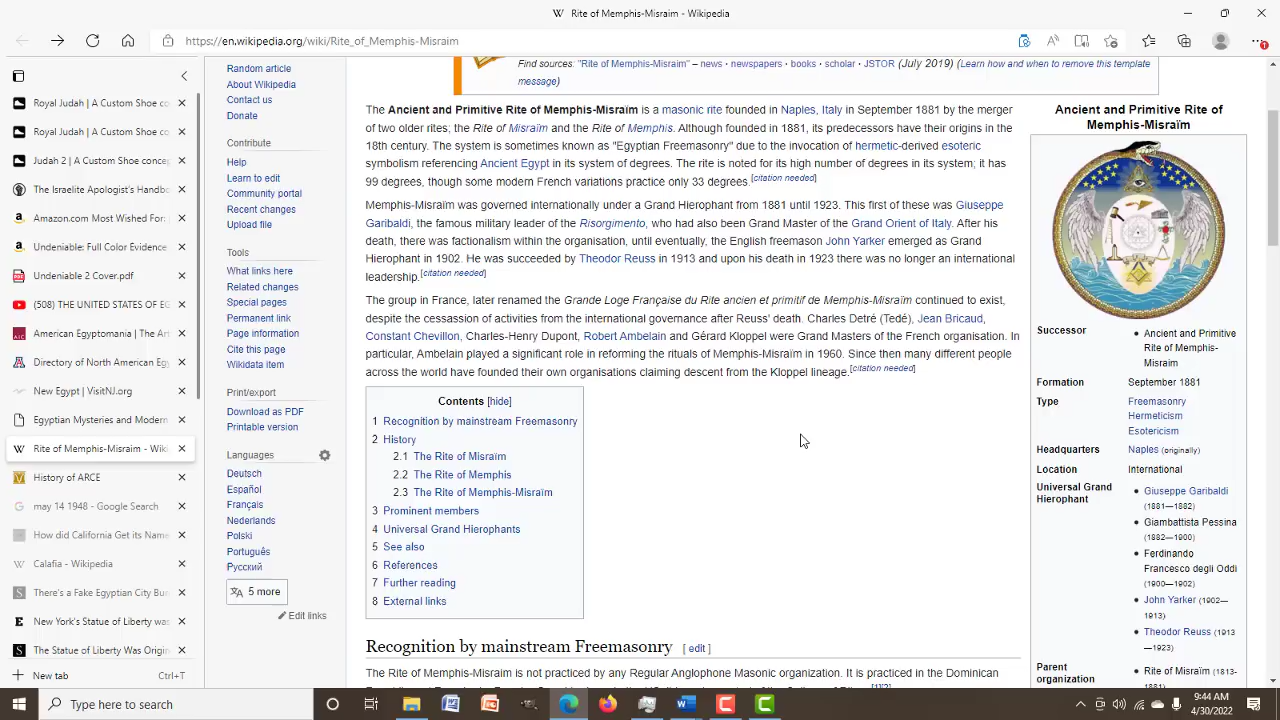 Rite of Memphis-Misraim - Wikipedia
https://en.wikipedia.org/wiki/Rite_of_Memphis-Misraim
Royal Judah | A Custom Shoe co
Royal Judah | A Custom Shoe co
Judah 2 | A Custom Shoe concep
The Israelite Apologist's Handbo
Amazon.com Most Wished For:
Undeniable: Full Color Evidence
Undeniable 2 Cover.pdf
(508) THE UNITED STATES OF EG
American Egyptomania | The Art
Directory of North American Eg
New Egypt | VisitNJ.org
Egyptian Mysteries and Modern
Rite of Memphis-Misraim - Wiki
History of ARCE
may 14 1948 - Google Search
How did California Get its Name
Calafia - Wikipedia
There's a Fake Egyptian City Bu
New York's Statue of Liberty was
The Statue of Liberty Was Origin
New tab Ctrl+T
Random article
About Wikipedia
Contact us
Donate
Contribute
Help
Learn to edit
Community portal
Recent changes
Upload file
Tools
What links here
Related changes
Special pages
Permanent link
Page information
Cite this page
Wikidata item
Print/export
Download as PDF
Printable version
Languages
Deutsch
Español
Français
Nederlands
Polski
Português
Русский
5 more
Edit links
Find sources: "Rite of Memphis-Misraim" – news · newspapers · books · scholar · JSTOR (July 2019) (Learn how and when to remove this template
message)
The Ancient and Primitive Rite of Memphis-Misraïm is a masonic rite founded in Naples, Italy in September 1881 by the merger
of two older rites; the Rite of Misraïm and the Rite of Memphis. Although founded in 1881, its predecessors have their origins in the
18th century. The system is sometimes known as "Egyptian Freemasonry" due to the invocation of hermetic-derived esoteric
symbolism referencing Ancient Egypt in its system of degrees. The rite is noted for its high number of degrees in its system; it has
99 degrees, though some modern French variations practice only 33 degrees.[citation needed]
Memphis-Misraïm was governed internationally under a Grand Hierophant from 1881 until 1923. This first of these was Giuseppe
Garibaldi, the famous military leader of the Risorgimento, who had also been Grand Master of the Grand Orient of Italy. After his
death, there was factionalism within the organisation, until eventually, the English freemason John Yarker emerged as Grand
Hierophant in 1902. He was succeeded by Theodor Reuss in 1913 and upon his death in 1923 there was no longer an international
leadership.[citation needed]
The group in France, later renamed the Grande Loge Française du Rite ancien et primitif de Memphis-Misraïm continued to exist,
despite the cessassion of activities from the international governance after Reuss' death. Charles Detré (Tedé), Jean Bricaud,
Constant Chevillon, Charles-Henry Dupont, Robert Ambelain and Gérard Kloppel were Grand Masters of the French organisation. In
particular, Ambelain played a significant role in reforming the rituals of Memphis-Misraïm in 1960. Since then many different people
across the world have founded their own organisations claiming descent from the Kloppel lineage.[citation needed]
Contents [hide]
1 Recognition by mainstream Freemasonry
2 History
2.1 The Rite of Misraïm
2.2 The Rite of Memphis
2.3 The Rite of Memphis-Misraïm
3 Prominent members
4 Universal Grand Hierophants
5 See also
6 References
7 Further reading
8 External links
Recognition by mainstream Freemasonry [ edit ]
The Rite of Memphis-Misraim is not practiced by any Regular Anglophone Masonic organization. It is practiced in the Dominican
Ancient and Primitive Rite of
Memphis-Misraïm
Successor
Ancient and Primitive
Rite of Memphis-
Misraim
Formation September 1881
Type Freemasonry
Hermeticism
Esotericism
Headquarters Naples (originally)
Location International
Universal Grand
Hierophant
Giuseppe Garibaldi
(1881—1882)
Giambattista Pessina
(1882—1900)
Ferdinando
Francesco degli Oddi
(1900—1902)
John Yarker (1902—
1913)
Theodor Reuss (1913
—1923)
Parent
organization
Rite of Misraïm (1813-
Type here to search
9:44 AM
4/30/2022